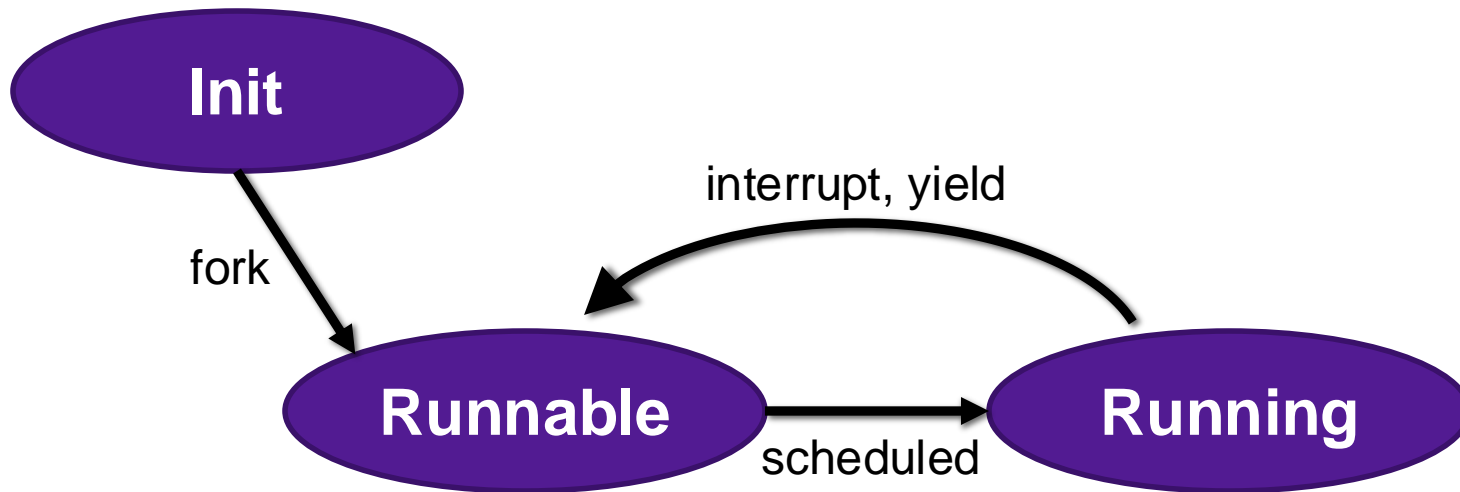 Init
interrupt, yield
fork
Runnable
Running
scheduled